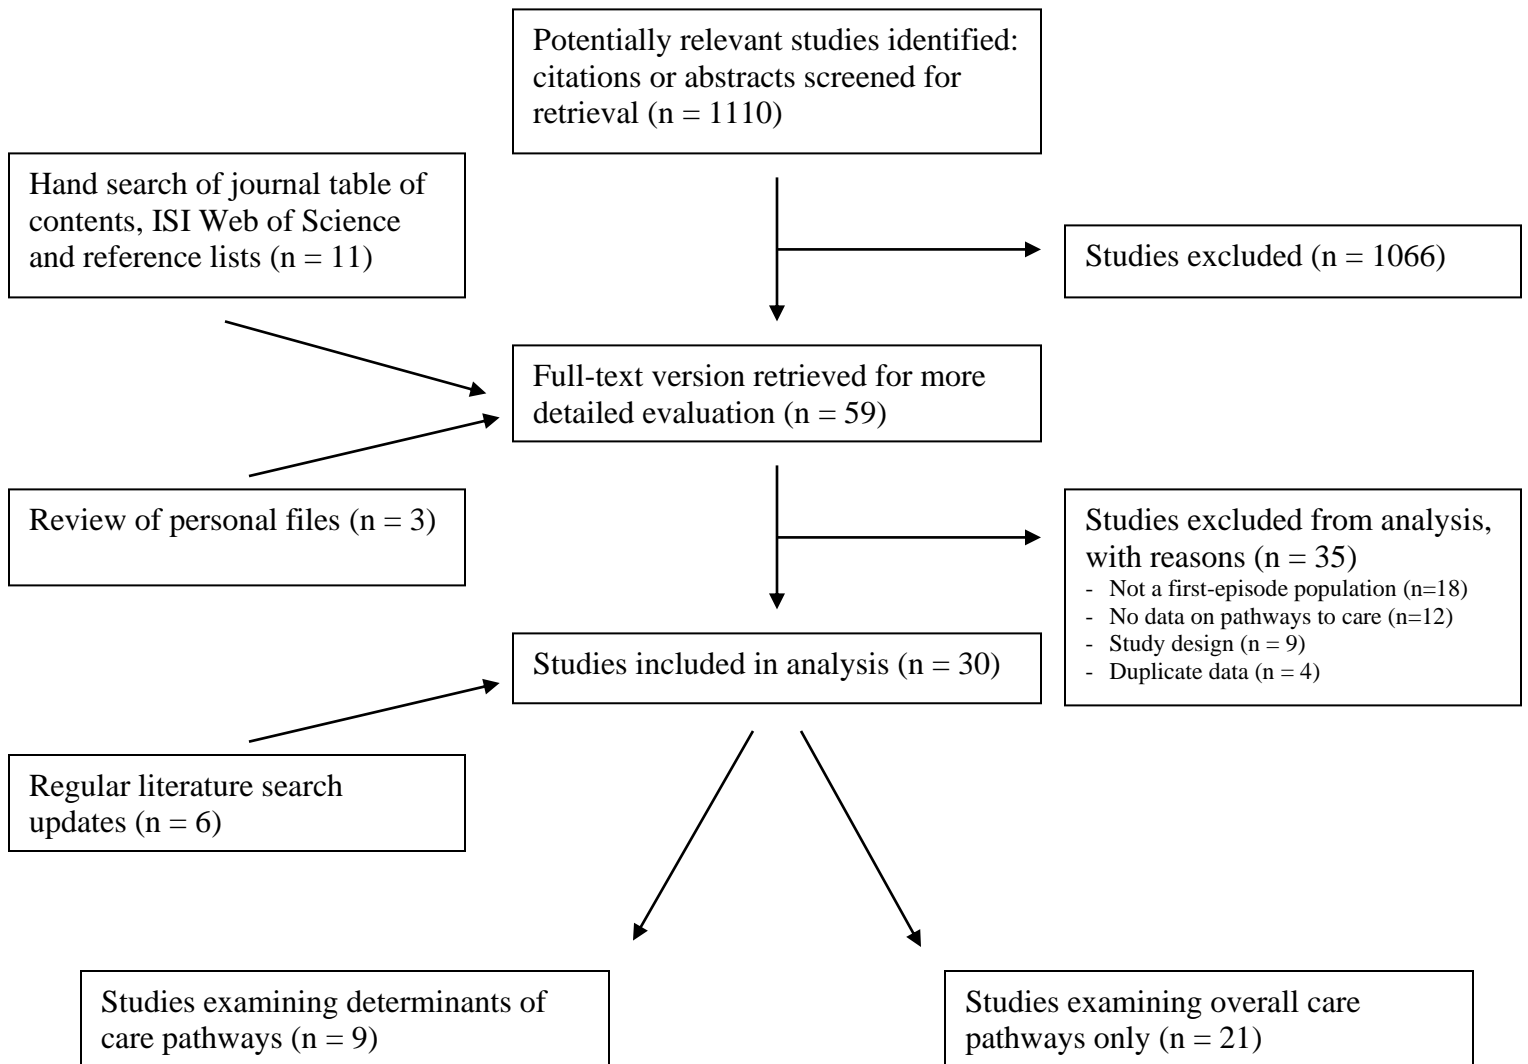 Potentially relevant studies identified:
citations or abstracts screened for
retrieval (n = 1110)
Hand search of journal table of
contents, ISI Web of Science
and reference lists (n = 11)
Studies excluded (n = 1066)
Full-text version retrieved for more
detailed evaluation (n = 59)
Review of personal files (n = 3)
Studies excluded from analysis,
with reasons (n = 35)
- Not a first-episode population (n=18)
- No data on pathways to care (n=12)
- Study design (n = 9)
- Duplicate data (n = 4)
Studies included in analysis (n = 30)
Regular literature search
updates (n = 6)
Studies examining determinants of
care pathways (n = 9)
Studies examining overall care
pathways only (n = 21)